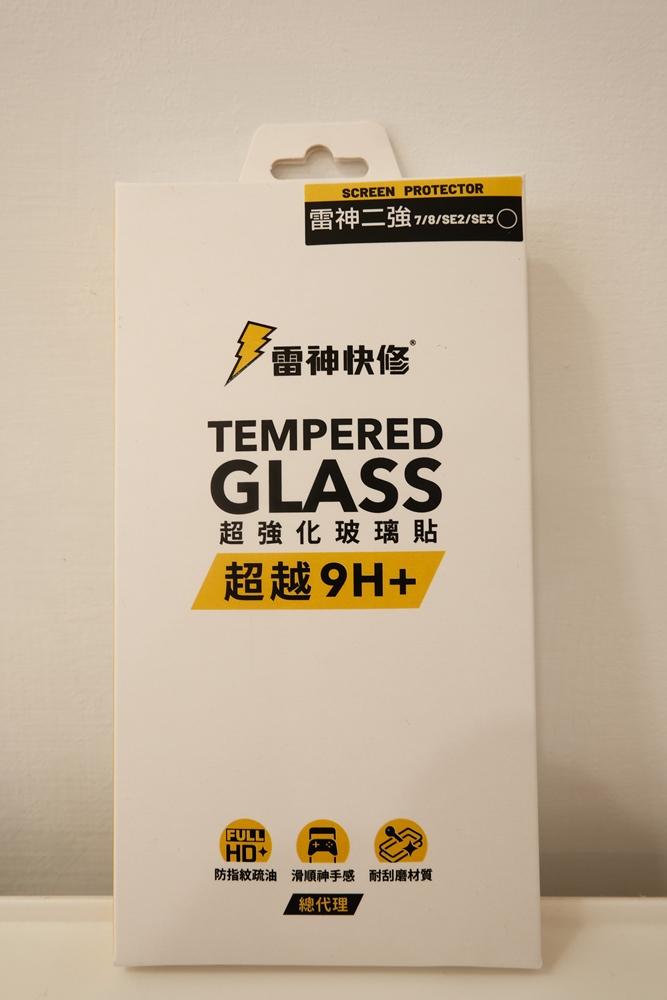 SCREEN PROTECTOR
雷神二強 7/8/SE2/SE3
雷神快修®
TEMPERED
GLASS
超強化玻璃貼
超越9H+
FULL
HD+
防指紋疏油 滑順神手感 耐刮磨材質
總代理